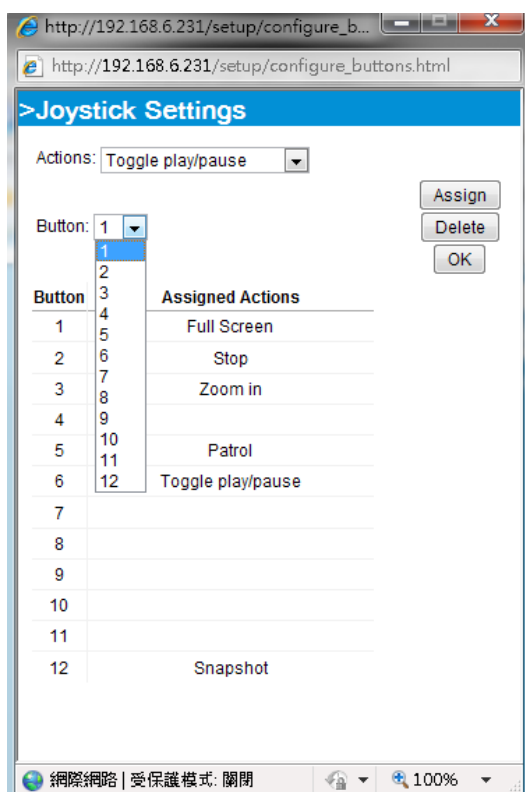 http://192.168.6.231/setup/configure_b...
http://192.168.6.231/setup/configure_buttons.html
>Joystick Settings
Actions: Toggle play/pause
Assign
Button: 1
Delete
OK
1
2
3
4
5
6
7
8
9
10
11
12
Button Assigned Actions
1 Full Screen
2 Stop
3 Zoom in
4
5 Patrol
6 Toggle play/pause
7
8
9
10
11
12 Snapshot
網際網路 | 受保護模式: 關閉 100%